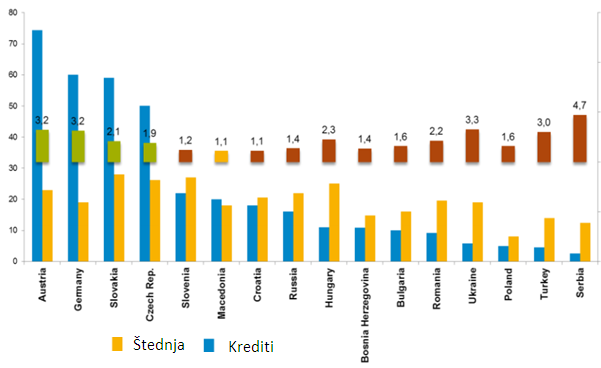 80
70
60
50
40
30
20
10
0
3,2 3,2 2,1 1,9 1,2 1,1 1,1 1,4 2,3 1,4 1,6 2,2 3,3 1,6 3,0 4,7
Austria
Germany
Slovakia
Czech Rep.
Slovenia
Macedonia
Croatia
Russia
Hungary
Bosnia Herzegovina
Bulgaria
Romania
Ukraine
Poland
Turkey
Serbia
Štednja Krediti